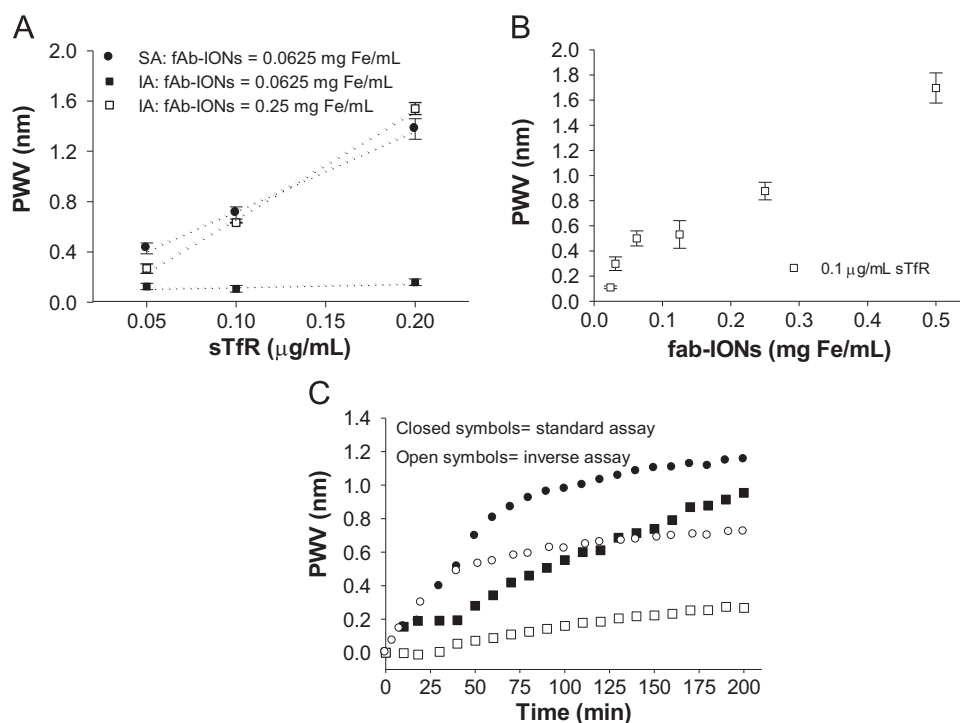 A
SA: fAb-IONs = 0.0625 mg Fe/mL
IA: fAb-IONs = 0.0625 mg Fe/mL
IA: fAb-IONs = 0.25 mg Fe/mL
PWV (nm)
2.0
1.6
1.2
0.8
0.4
0.0
0.05 0.10 0.15 0.20
sTfR (μg/mL)
B
PWV (nm)
2.0
1.8
1.6
1.4
1.2
1.0
0.8
0.6
0.4
0.2
0.0
0.1 μg/mL sTfR
0.0 0.1 0.2 0.3 0.4 0.5
fab-IONs (mg Fe/mL)
C
Closed symbols= standard assay
Open symbols= inverse assay
PWV (nm)
1.4
1.2
1.0
0.8
0.6
0.4
0.2
0.0
0 25 50 75 100 125 150 175 200
Time (min)